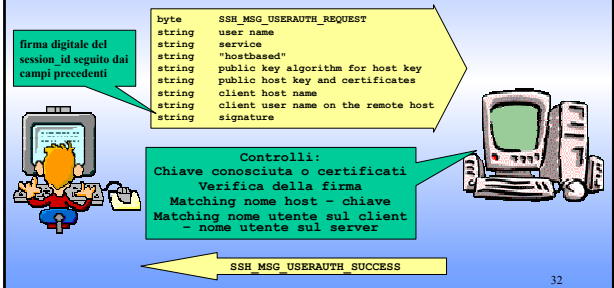 byte SSH_MSG_USERAUTH_REQUEST
string user name
string service
string "hostbased"
string public key algorithm for host key
string public host key and certificates
string client host name
string client user name on the remote host
string signature
firma digitale del
session_id seguito dai
campi precedenti
Controlli:
Chiave conosciuta o certificati
Verifica della firma
Matching nome host – chiave
Matching nome utente sul client
– nome utente sul server
SSH_MSG_USERAUTH_SUCCESS
32